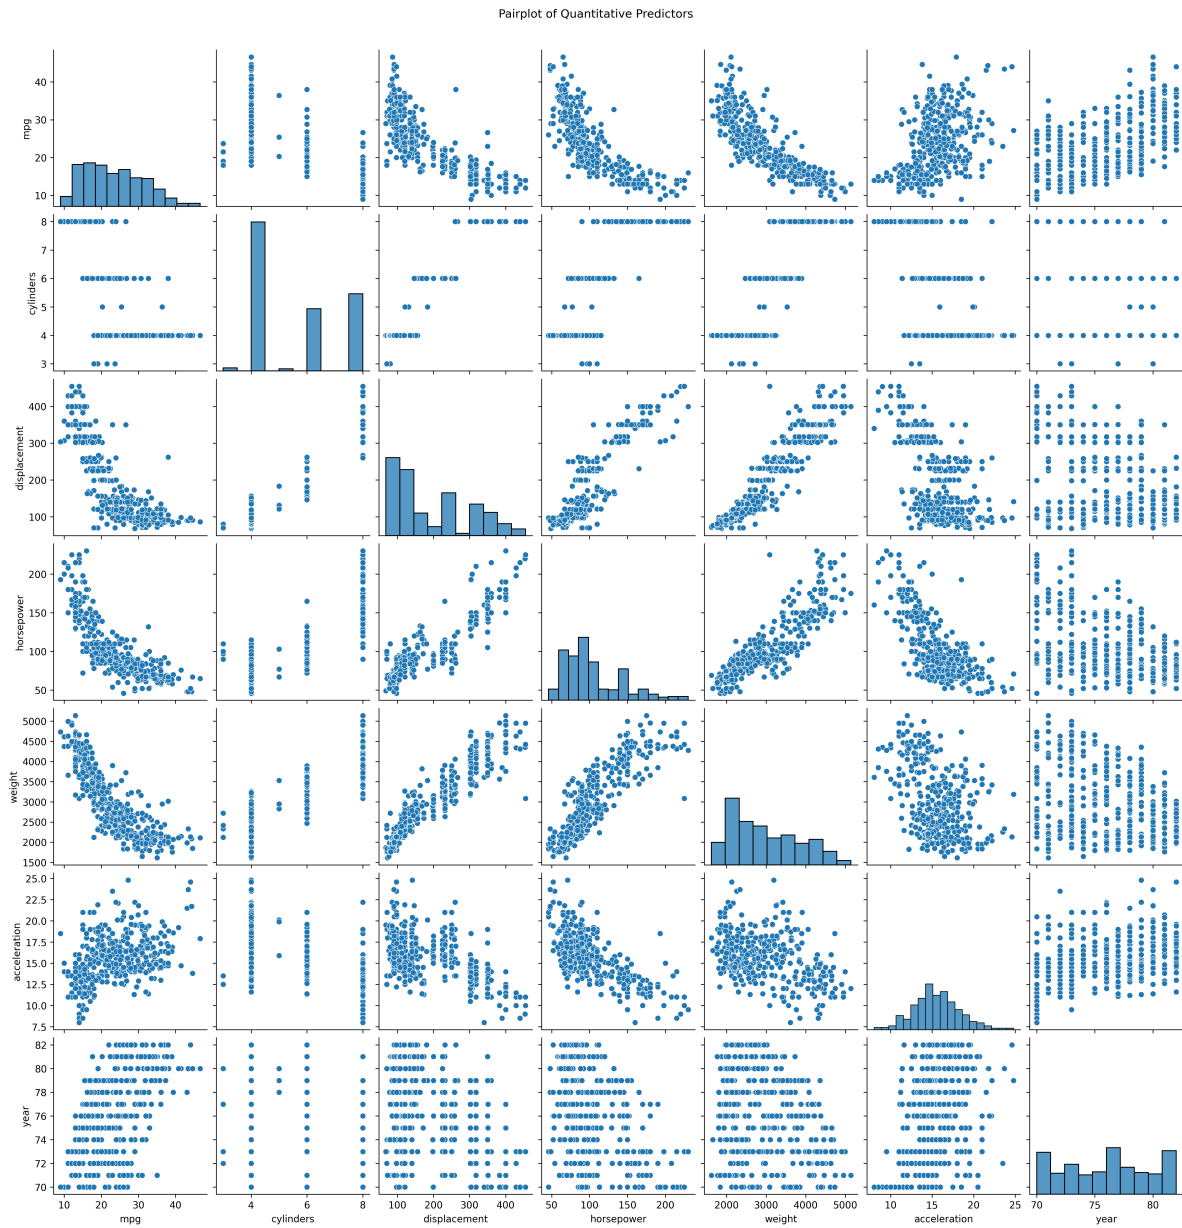 Pairplot of Quantitative Predictors
mpg
40
30
20
10
cylinders
8
7
6
5
4
3
displacement
400
300
200
100
horsepower
200
150
100
50
weight
5000
4500
4000
3500
3000
2500
2000
1500
acceleration
25.0
22.5
20.0
17.5
15.0
12.5
10.0
7.5
year
82
80
78
76
74
72
70
10 20 40
4 6 8
100 200 300 400
50 100 150 200
2000 3000 4000 5000
10 15 20 25
70 75 80
mpg cylinders displacement horsepower weight acceleration year